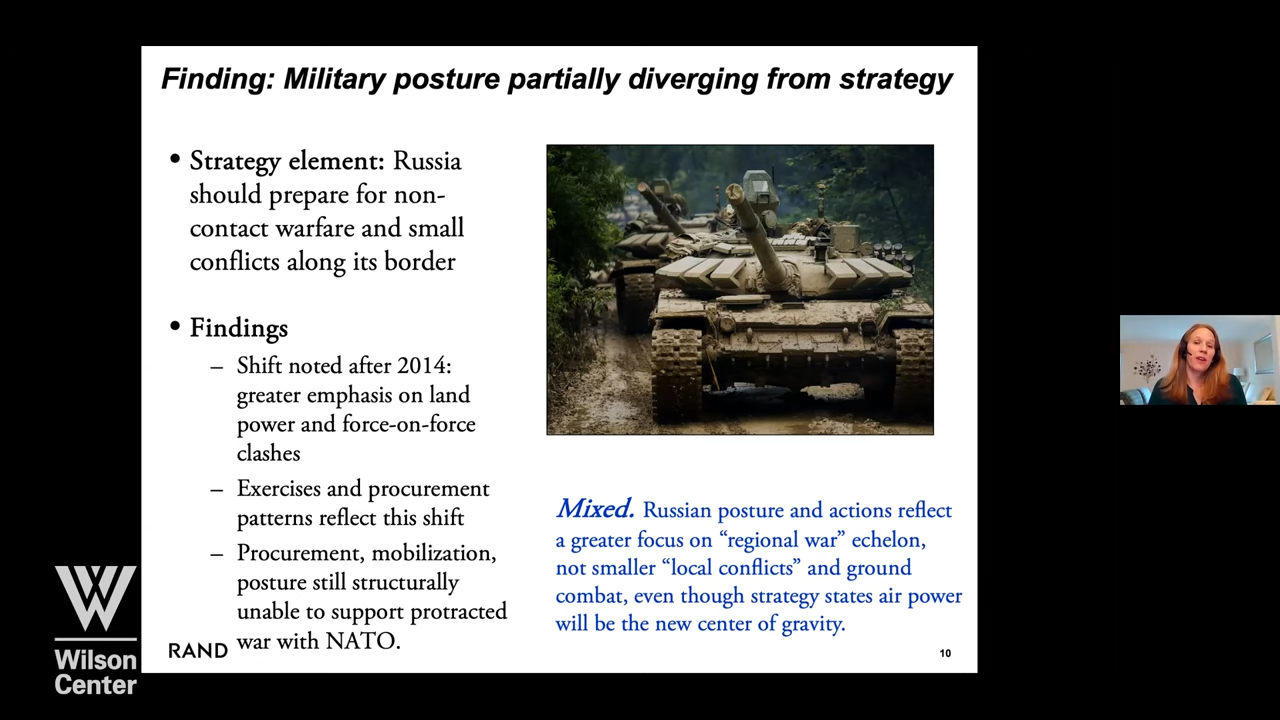 Finding: Military posture partially diverging from strategy
• Strategy element: Russia
should prepare for non-
contact warfare and small
conflicts along its border
• Findings
– Shift noted after 2014:
greater emphasis on land
power and force-on-force
clashes
– Exercises and procurement
patterns reflect this shift
– Procurement, mobilization,
posture still structurally
unable to support protracted
war with NATO.
Mixed. Russian posture and actions reflect
a greater focus on “regional war” echelon,
not smaller “local conflicts” and ground
combat, even though strategy states air power
will be the new center of gravity.
RAND
10
Wilson
Center